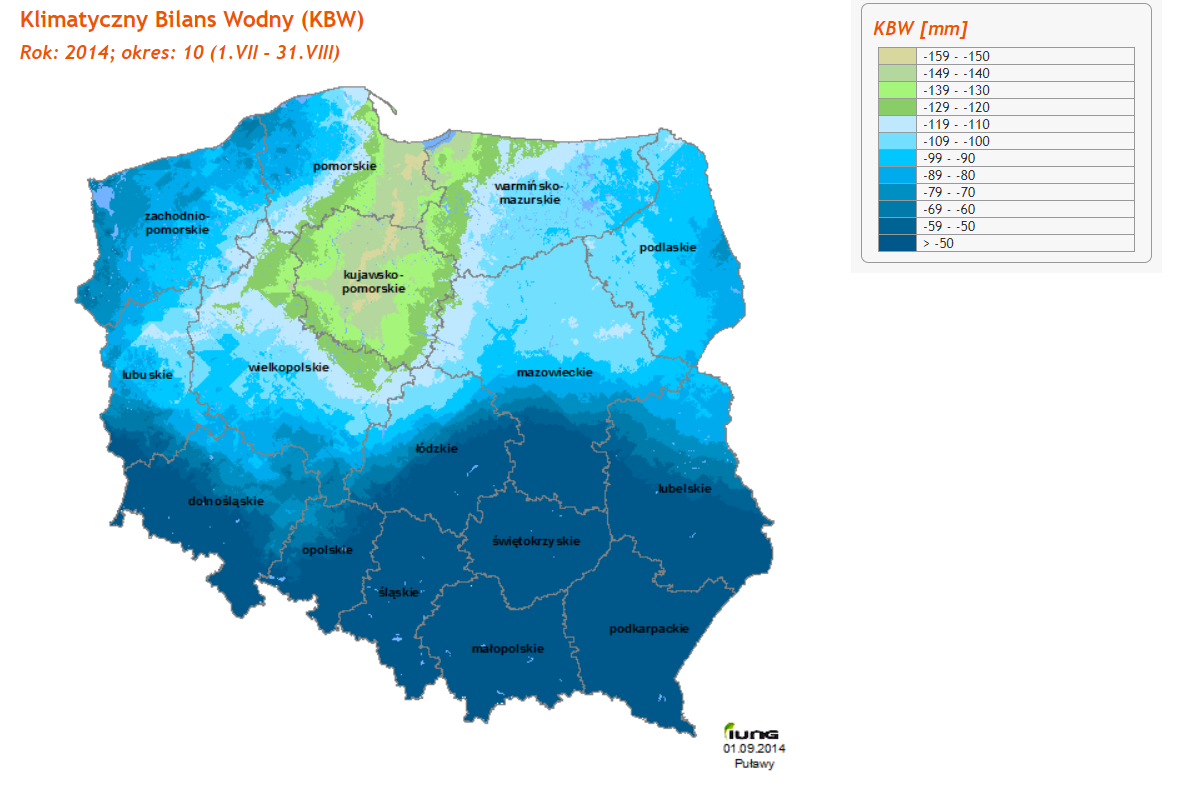 Klimatyczny Bilans Wodny (KBW)
Rok: 2014; okres: 10 (1.VII - 31.VIII)
KBW [mm]
-159 - -150
-149 - -140
-139 - -130
-129 - -120
-119 - -110
-109 - -100
-99 - -90
-89 - -80
-79 - -70
-69 - -60
-59 - -50
> -50
pomorskie
warmińsko-
mazurskie
zachodnio-
pomorskie
podlaskie
kujawsko-
pomorskie
wielkopolskie
lubuskie
mazowieckie
łódzkie
lubelskie
dolnośląskie
świętokrzyskie
opolskie
śląskie
podkarpackie
małopolskie
IUNG
01.09.2014
Puławy